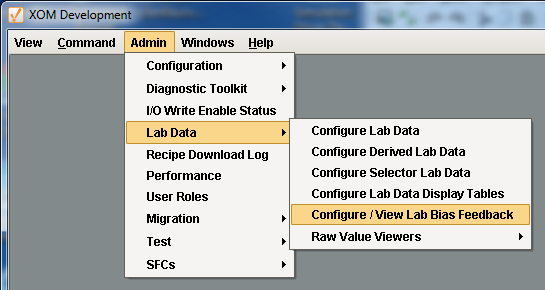 XOM Development
View Command Admin Windows Help
Configuration
Diagnostic Toolkit
I/O Write Enable Status
Lab Data
Recipe Download Log
Performance
User Roles
Migration
Test
SFCs
Configure Lab Data
Configure Derived Lab Data
Configure Selector Lab Data
Configure Lab Data Display Tables
Configure / View Lab Bias Feedback
Raw Value Viewers